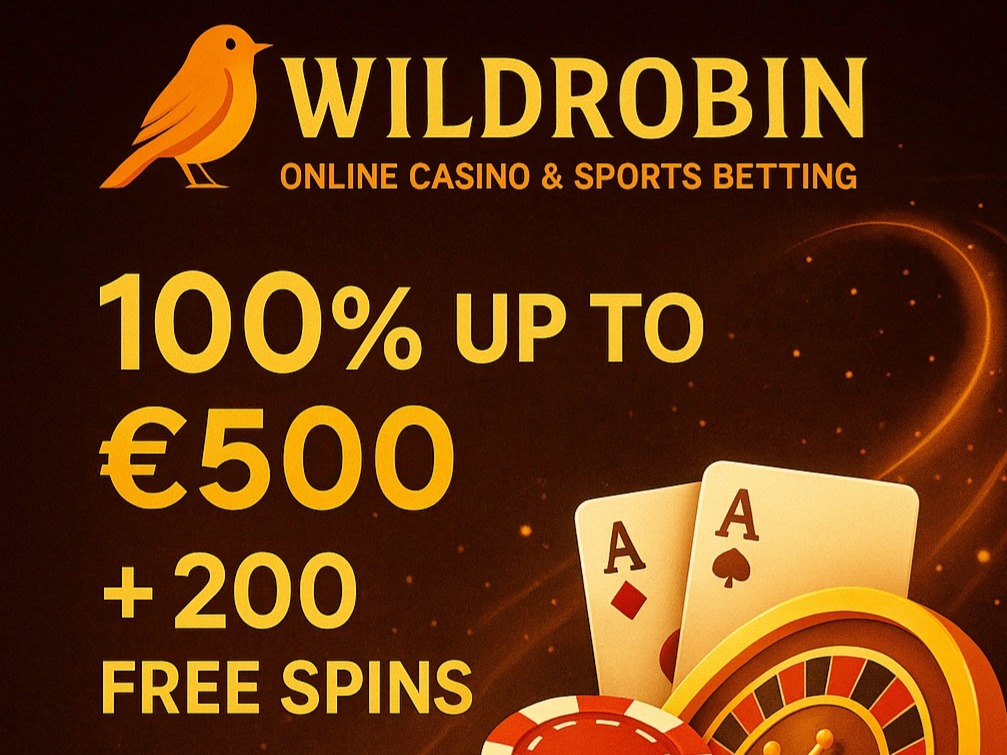 WILDROBIN
ONLINE CASINO & SPORTS BETTING
100% UP TO
€500
+200
FREE SPINS
A
A